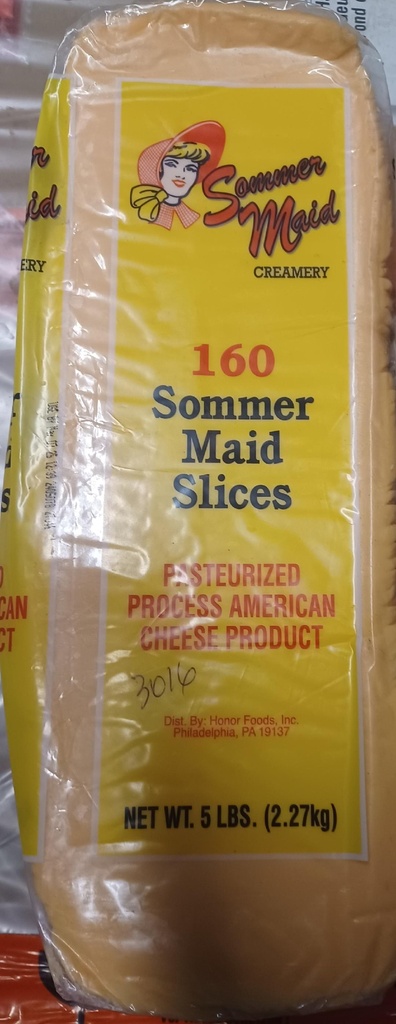 Sommer
Maid
CREAMERY
160
Sommer
Maid
Slices
PASTEURIZED
PROCESS AMERICAN
CHEESE PRODUCT
3016
Dist. By: Honor Foods, Inc.
Philadelphia, PA 19137
NET WT. 5 LBS. (2.27kg)